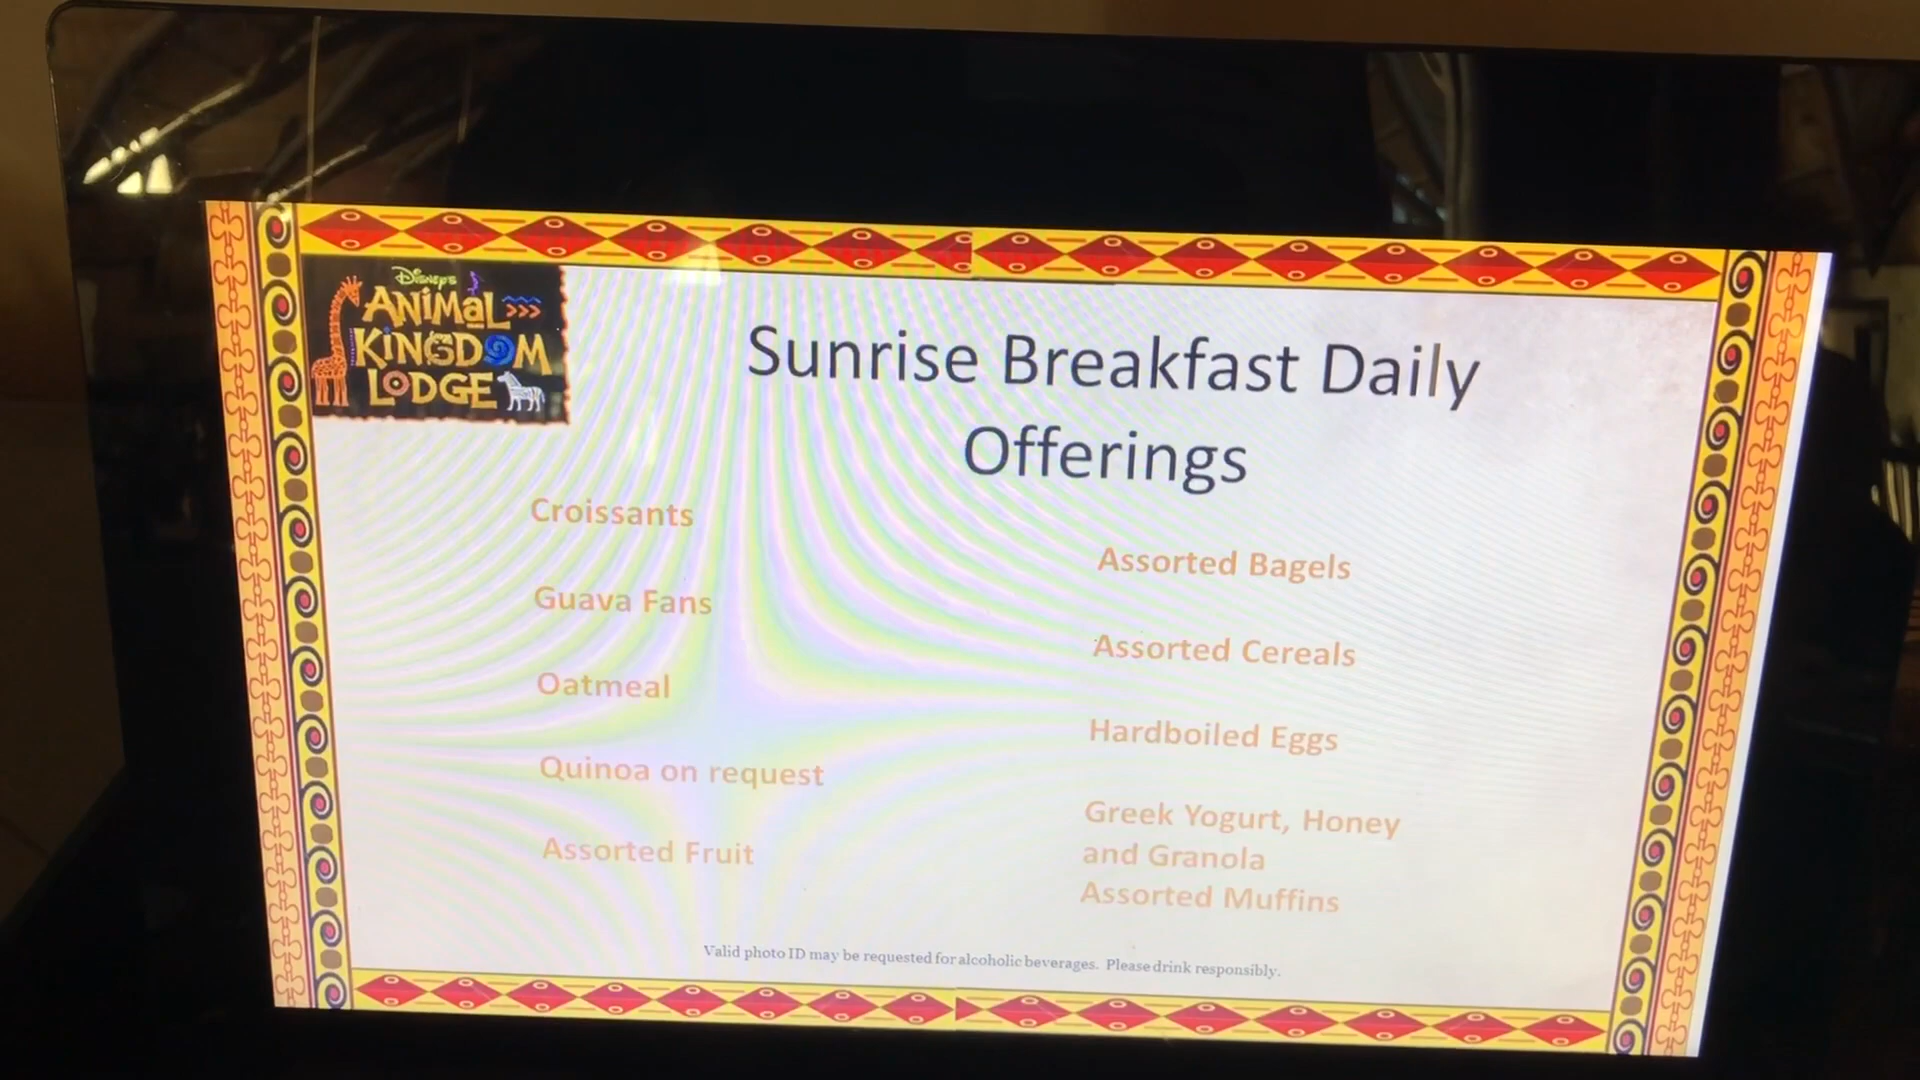 Disney's
ANIMAL
KINGDOM
LODGE
Sunrise Breakfast Daily
Offerings
Croissants
Guava Fans
Oatmeal
Quinoa on request
Assorted Fruit
Assorted Bagels
Assorted Cereals
Hardboiled Eggs
Greek Yogurt, Honey
and Granola
Assorted Muffins
Valid photo ID may be requested for alcoholic beverages. Please drink responsibly.